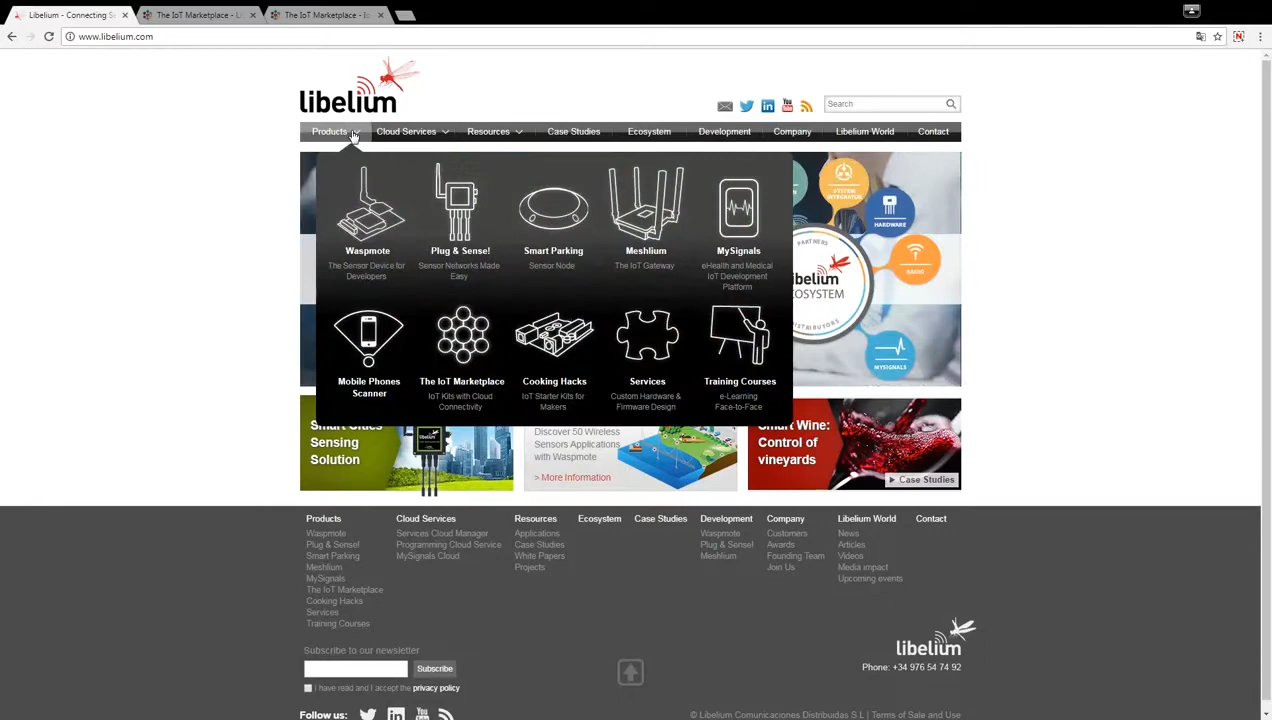 Libelium - Connecting S
The IoT Marketplace - L
The IoT Marketplace - Jo
www.libelium.com
libelium
Search
Products
Cloud Services
Resources
Case Studies
Ecosystem
Development
Company
Libelium World
Contact
Waspmote
The Sensor Device for
Developers
Plug & Sense!
Sensor Networks Made
Easy
Smart Parking
Sensor Node
Meshlium
The IoT Gateway
MySignals
eHealth and Medical
IoT Development
Platform
Mobile Phones
Scanner
The IoT Marketplace
IoT Kits with Cloud
Connectivity
Cooking Hacks
IoT Starter Kits for
Makers
Services
Custom Hardware &
Firmware Design
Training Courses
e-Learning
Face-to-Face
SYSTEM
INTEGRATOR
HARDWARE
RADIO
MYSIGNALS
PARTNERS
libelium
ECOSYSTEM
DISTRIBUTORS
Smart Cities
Sensing
Solution
Discover 50 Wireless
Sensors Applications
with Waspmote
> More Information
Smart Wine:
Control of
vineyards
Case Studies
Products
Waspmote
Plug & Sense!
Smart Parking
Meshlium
MySignals
The IoT Marketplace
Cooking Hacks
Services
Training Courses
Cloud Services
Services Cloud Manager
Programming Cloud Service
MySignals Cloud
Resources
Applications
Case Studies
White Papers
Projects
Ecosystem
Case Studies
Development
Waspmote
Plug & Sense!
Meshlium
Company
Customers
Awards
Founding Team
Join Us
Libelium World
News
Articles
Videos
Media impact
Upcoming events
Contact
Subscribe to our newsletter
Subscribe
I have read and I accept the privacy policy
libelium
Phone: +34 976 54 74 92
Follow us:
© Libelium Comunicaciones Distribuidas S.L | Terms of Sale and Use